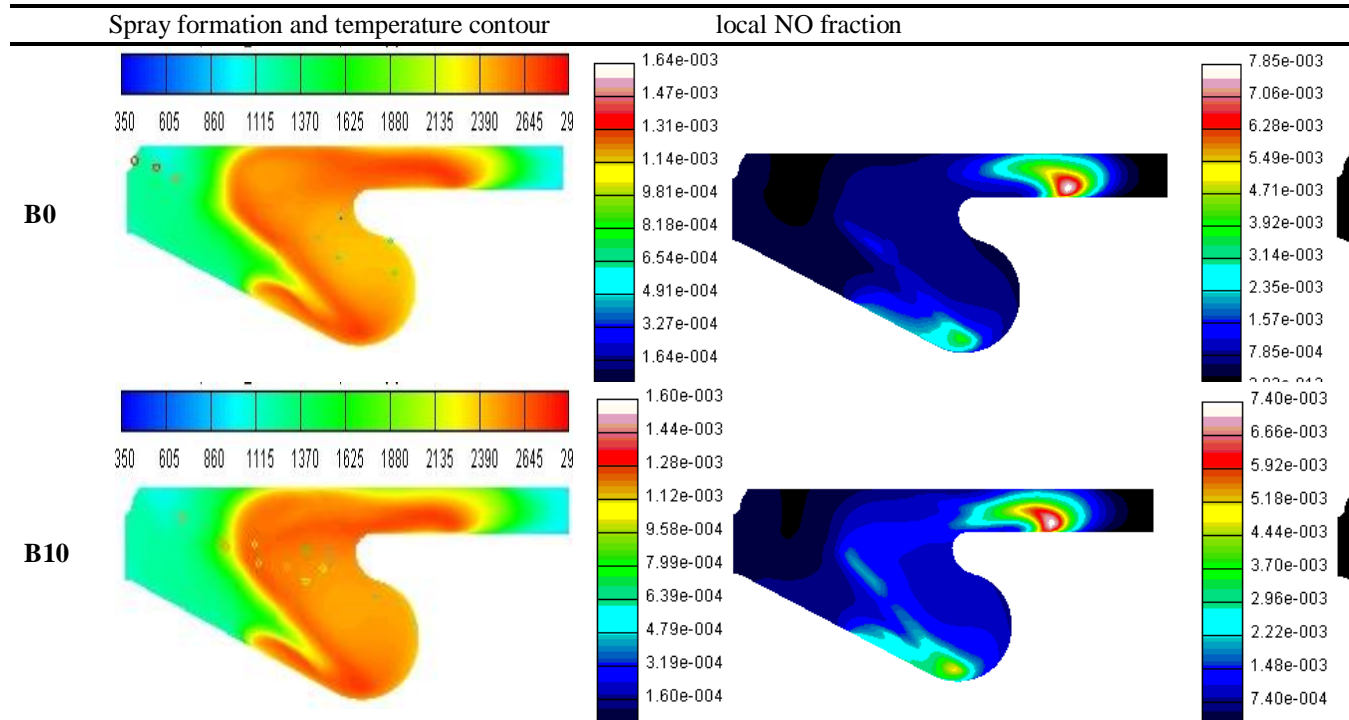 Spray formation and temperature contour local NO fraction
B0
350 605 860 1115 1370 1625 1880 2135 2390 2645 29
1.64e-003
1.47e-003
1.31e-003
1.14e-003
9.81e-004
8.18e-004
6.54e-004
4.91e-004
3.27e-004
1.64e-004
7.85e-003
7.06e-003
6.28e-003
5.49e-003
4.71e-003
3.92e-003
3.14e-003
2.35e-003
1.57e-003
7.85e-004
B10
350 605 860 1115 1370 1625 1880 2135 2390 2645 29
1.60e-003
1.44e-003
1.28e-003
1.12e-003
9.58e-004
7.99e-004
6.39e-004
4.79e-004
3.19e-004
1.60e-004
7.40e-003
6.66e-003
5.92e-003
5.18e-003
4.44e-003
3.70e-003
2.96e-003
2.22e-003
1.48e-003
7.40e-004